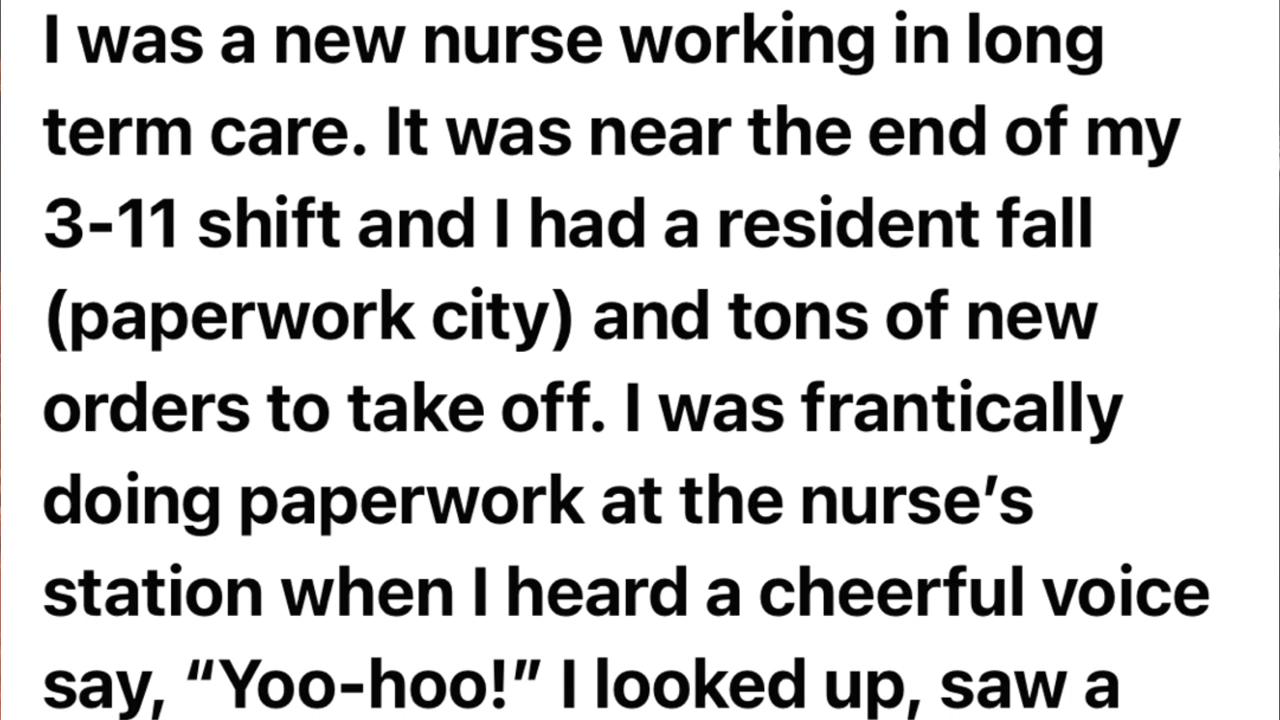 I was a new nurse working in long
term care. It was near the end of my
3-11 shift and I had a resident fall
(paperwork city) and tons of new
orders to take off. I was frantically
doing paperwork at the nurse’s
station when I heard a cheerful voice
say, “Yoo-hoo!” I looked up, saw a